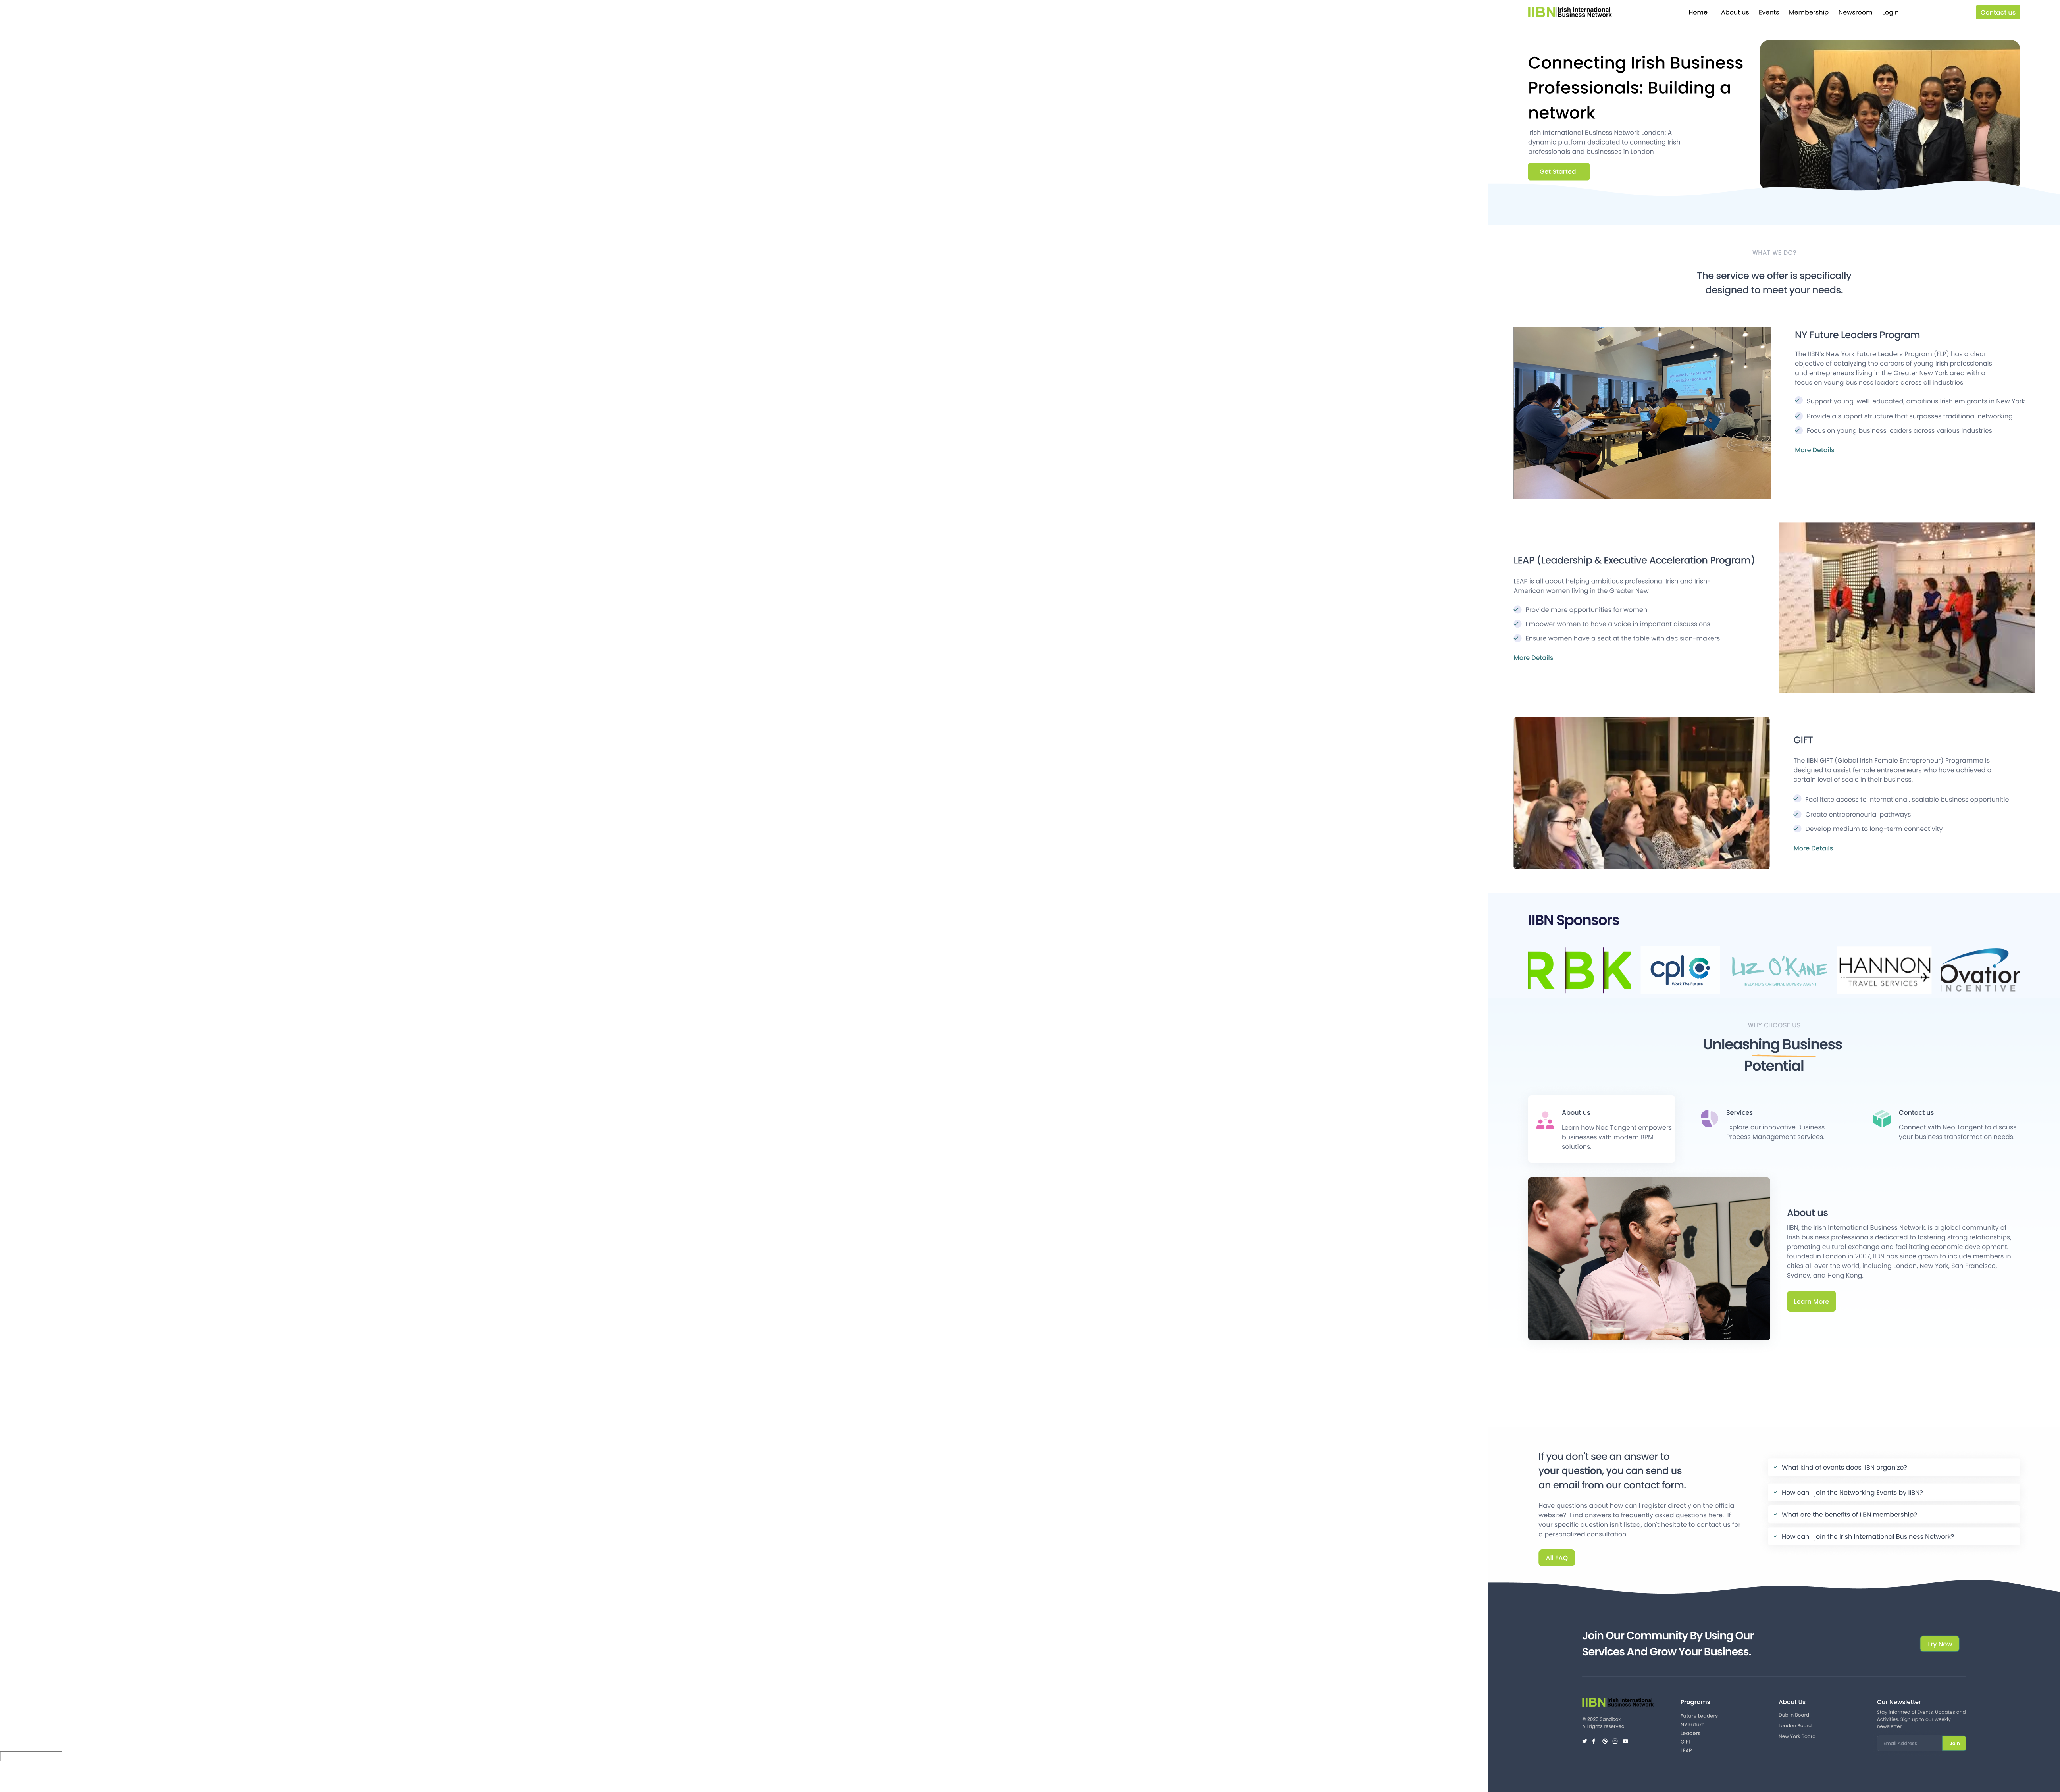 IIBN Irish International
Business Network
Home About us Events Membership Newsroom Login
Contact us
Connecting Irish Business
Professionals: Building a
network
Irish International Business Network London: A
dynamic platform dedicated to connecting Irish
professionals and businesses in London
Get Started
WHAT WE DO?
The service we offer is specifically
designed to meet your needs.
NY Future Leaders Program
The IIBN's New York Future Leaders Program (FLP) has a clear
objective of catalyzing the careers of young Irish professionals
and entrepreneurs living in the Greater New York area with a
focus on young business leaders across all industries
Support young, well-educated, ambitious Irish emigrants in New York
Provide a support structure that surpasses traditional networking
Focus on young business leaders across various industries
More Details
LEAP (Leadership & Executive Acceleration Program)
LEAP is all about helping ambitious professional Irish and Irish-
American women living in the Greater New
Provide more opportunities for women
Empower women to have a voice in important discussions
Ensure women have a seat at the table with decision-makers
More Details
GIFT
The IIBN GIFT (Global Irish Female Entrepreneur) Programme is
designed to assist female entrepreneurs who have achieved a
certain level of scale in their business.
Facilitate access to international, scalable business opportunitie
Create entrepreneurial pathways
Develop medium to long-term connectivity
More Details
IIBN Sponsors
RBK
cpl
Work The Future
LIZ O'KANE
IRELAND'S ORIGINAL BUYERS AGENT
HANNON
TRAVEL SERVICES
Ovation
INCENTIVES
WHY CHOOSE US
Unleashing Business
Potential
About us
Learn how Neo Tangent empowers
businesses with modern BPM
solutions.
Services
Explore our innovative Business
Process Management services.
Contact us
Connect with Neo Tangent to discuss
your business transformation needs.
About us
IIBN, the Irish International Business Network, is a global community of
Irish business professionals dedicated to fostering strong relationships,
promoting cultural exchange and facilitating economic development.
founded in London in 2007, IIBN has since grown to include members in
cities all over the world, including London, New York, San Francisco,
Sydney, and Hong Kong.
Learn More
If you don't see an answer to
your question, you can send us
an email from our contact form.
Have questions about how can I register directly on the official
website? Find answers to frequently asked questions here. If
your specific question isn't listed, don't hesitate to contact us for
a personalized consultation.
All FAQ
What kind of events does IIBN organize?
How can I join the Networking Events by IIBN?
What are the benefits of IIBN membership?
How can I join the Irish International Business Network?
Join Our Community By Using Our
Services And Grow Your Business.
Try Now
IIBN Irish International
Business Network
© 2023 Sandbox.
All rights reserved.
Programs
Future Leaders
NY Future
Leaders
GIFT
LEAP
About Us
Dublin Board
London Board
New York Board
Our Newsletter
Stay informed of Events, Updates and
Activities. Sign up to our weekly
newsletter.
Email Address
Join